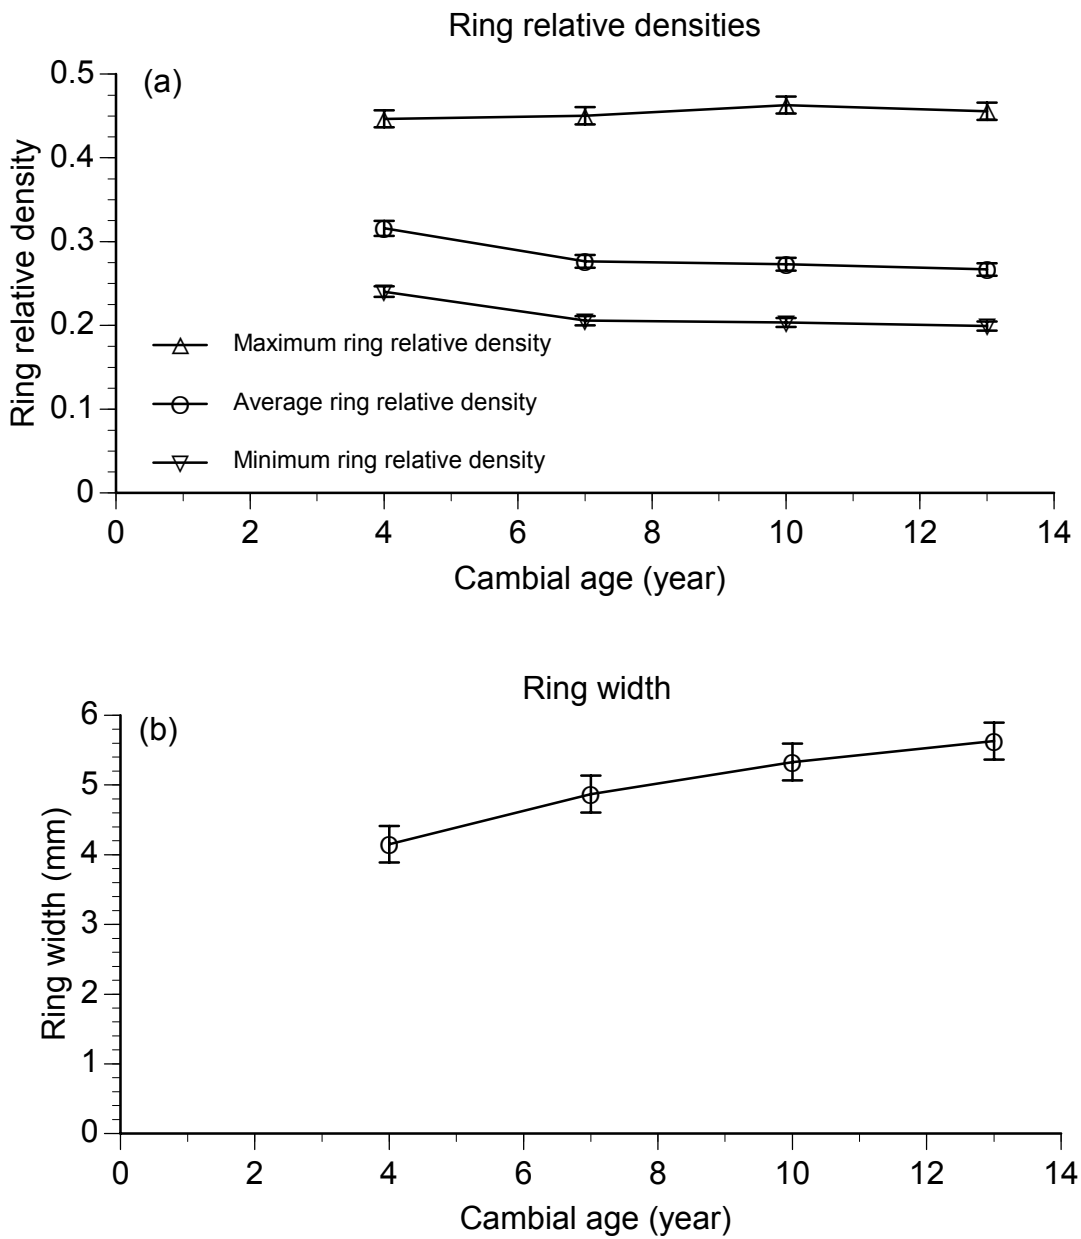 Ring relative densities
(a)
0.5
0.4
0.3
0.2
0.1
0
Ring relative density
Maximum ring relative density
Average ring relative density
Minimum ring relative density
0 2 4 6 8 10 12 14
Cambial age (year)
Ring width
(b)
6
5
4
3
2
1
0
Ring width (mm)
0 2 4 6 8 10 12 14
Cambial age (year)